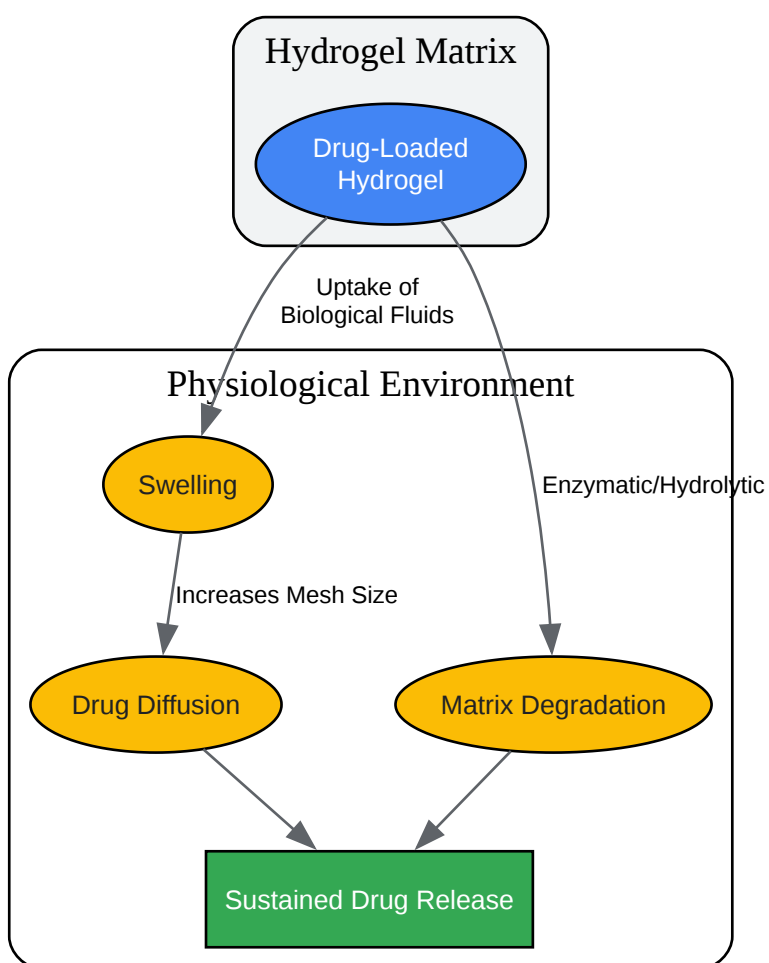 Hydrogel Matrix
Drug-Loaded
Hydrogel
Uptake of
Biological Fluids
Physiological Environment
Swelling
Enzymatic/Hydrolytic
Increases Mesh Size
Drug Diffusion
Matrix Degradation
Sustained Drug Release